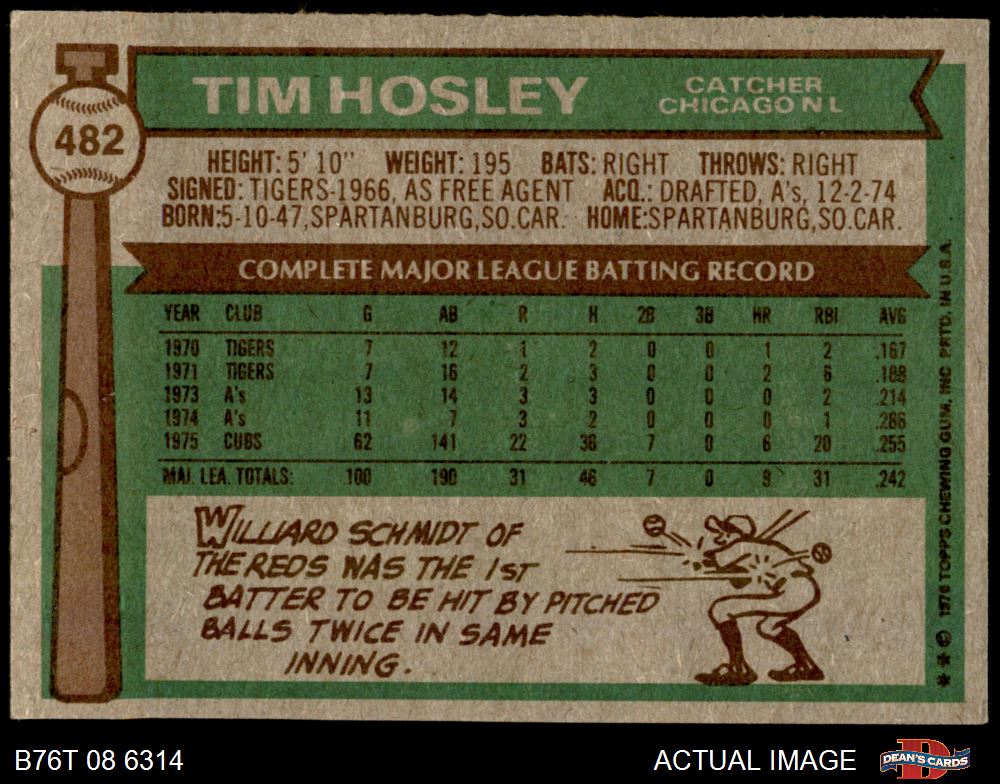 482
TIM HOSLEY
CATCHER
CHICAGO N L
HEIGHT: 5' 10" WEIGHT: 195 BATS: RIGHT THROWS: RIGHT
SIGNED: TIGERS-1966, AS FREE AGENT ACQ.: DRAFTED, A's, 12-2-74
BORN:5-10-47,SPARTANBURG,SO.CAR. HOME:SPARTANBURG,SO.CAR.
COMPLETE MAJOR LEAGUE BATTING RECORD
YEAR CLUB G AB R H 2B 3B HR RBI AVG
1970 TIGERS 7 12 1 2 0 0 1 2 .167
1971 TIGERS 7 16 2 3 0 0 2 6 .188
1973 A's 13 14 3 3 0 0 0 2 .214
1974 A's 11 7 3 2 0 0 0 1 .286
1975 CUBS 62 141 22 36 7 0 6 20 .255
MAJ. LEA. TOTALS: 100 190 31 46 7 0 9 31 .242
WILLIARD SCHMIDT OF
THE REDS WAS THE 1ST
BATTER TO BE HIT BY PITCHED
BALLS TWICE IN SAME
INNING.
* * © 1976 TOPPS CHEWING GUM, INC PRTD. IN U.S.A.
B76T 08 6314
ACTUAL IMAGE
D
DEAN'S CARDS